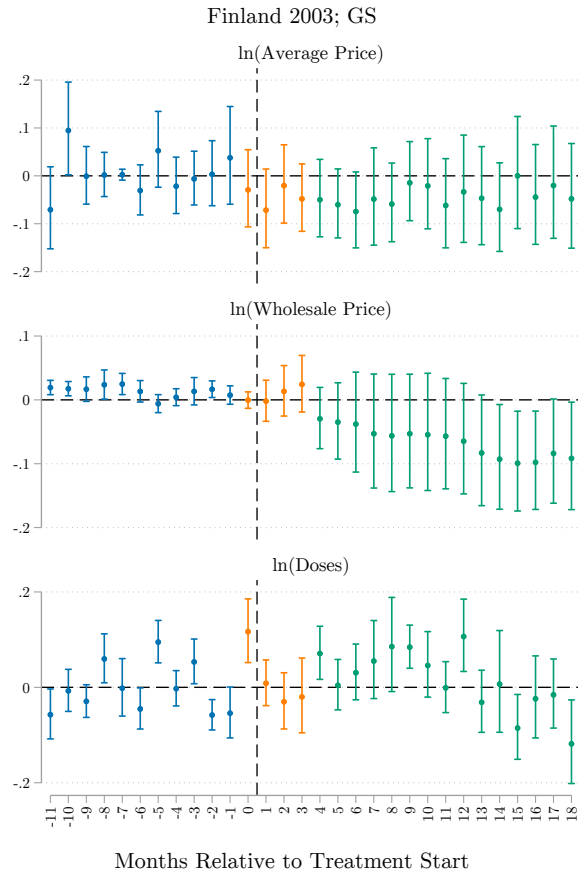 Finland 2003; GS
ln(Average Price)
.2
.1
0
-.1
-.2
ln(Wholesale Price)
.1
0
-.1
-.2
ln(Doses)
.2
0
-.2
-11 -10 -9 -8 -7 -6 -5 -4 -3 -2 -1 0 1 2 3 4 5 6 7 8 9 10 11 12 13 14 15 16 17 18
Months Relative to Treatment Start